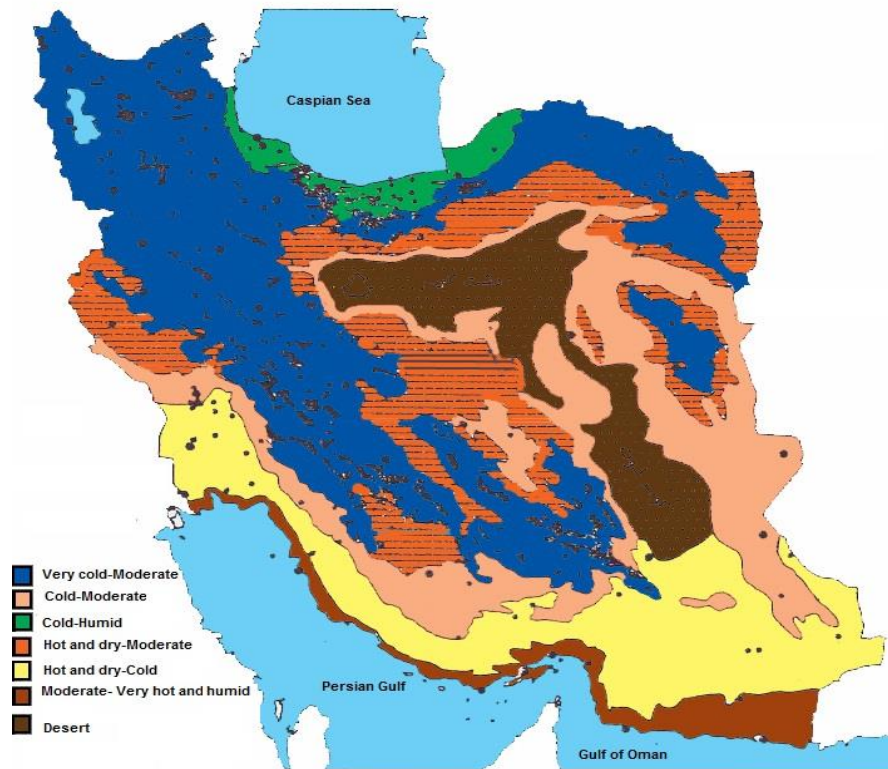 Caspian Sea
Very cold-Moderate
Cold-Moderate
Cold-Humid
Hot and dry-Moderate
Hot and dry-Cold
Moderate- Very hot and humid
Desert
Persian Gulf
Gulf of Oman